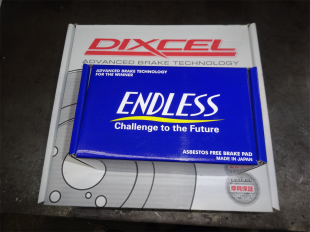 DIXCEL
ADVANCED BRAKE TECHNOLOGY
ADVANCED BRAKE TECHNOLOGY
FOR THE WINNER
ENDLESS
Challenge to the Future
ASBESTOS FREE BRAKE PAD
MADE IN JAPAN